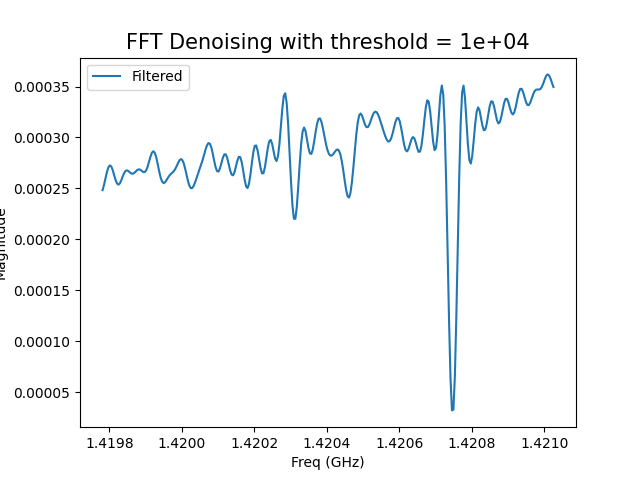 FFT Denoising with threshold = 1e+04
Filtered
0.00035
0.00030
0.00025
0.00020
0.00015
0.00010
0.00005
Magnitude
1.4198 1.4200 1.4202 1.4204 1.4206 1.4208 1.4210
Freq (GHz)